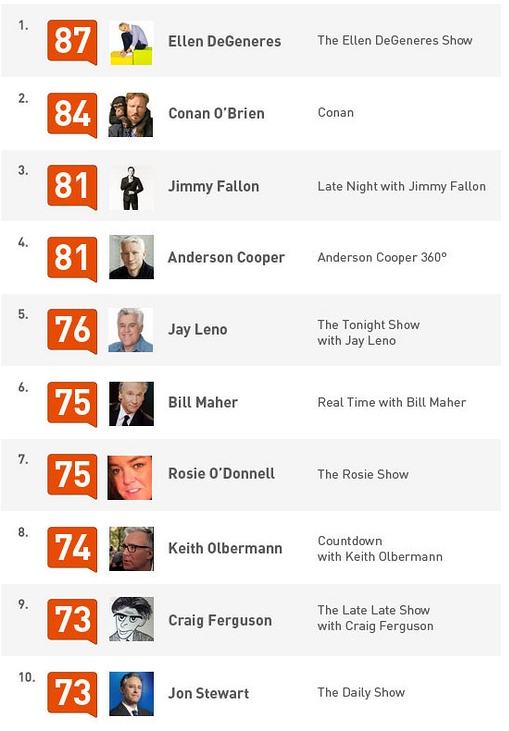 1.
87
Ellen DeGeneres
The Ellen DeGeneres Show
2.
84
Conan O'Brien
Conan
3.
81
Jimmy Fallon
Late Night with Jimmy Fallon
4.
81
Anderson Cooper
Anderson Cooper 360°
5.
76
Jay Leno
The Tonight Show
with Jay Leno
6.
75
Bill Maher
Real Time with Bill Maher
7.
75
Rosie O'Donnell
The Rosie Show
8.
74
Keith Olbermann
Countdown
with Keith Olbermann
9.
73
Craig Ferguson
The Late Late Show
with Craig Ferguson
10.
73
Jon Stewart
The Daily Show